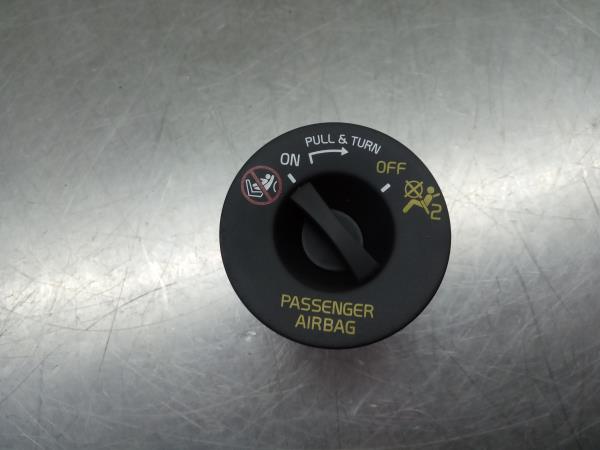 PULL & TURN
ON
OFF
2
PASSENGER
AIRBAG